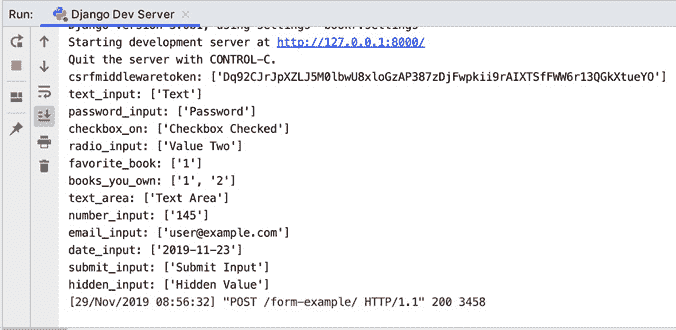 Run: Django Dev Server
Starting development server at http://127.0.0.1:8000/
Quit the server with CONTROL-C.
csrfmiddlewaretoken: ['Dq92CJrJpXZLJ5M0lbwU8xloGzAP387zDjFwpkii9rAIXTSfFWW6r13QGkXtueYO']
text_input: ['Text']
password_input: ['Password']
checkbox_on: ['Checkbox Checked']
radio_input: ['Value Two']
favorite_book: ['1']
books_you_own: ['1', '2']
text_area: ['Text Area']
number_input: ['145']
email_input: ['user@example.com']
date_input: ['2019-11-23']
submit_input: ['Submit Input']
hidden_input: ['Hidden Value']
[29/Nov/2019 08:56:32] "POST /form-example/ HTTP/1.1" 200 3458